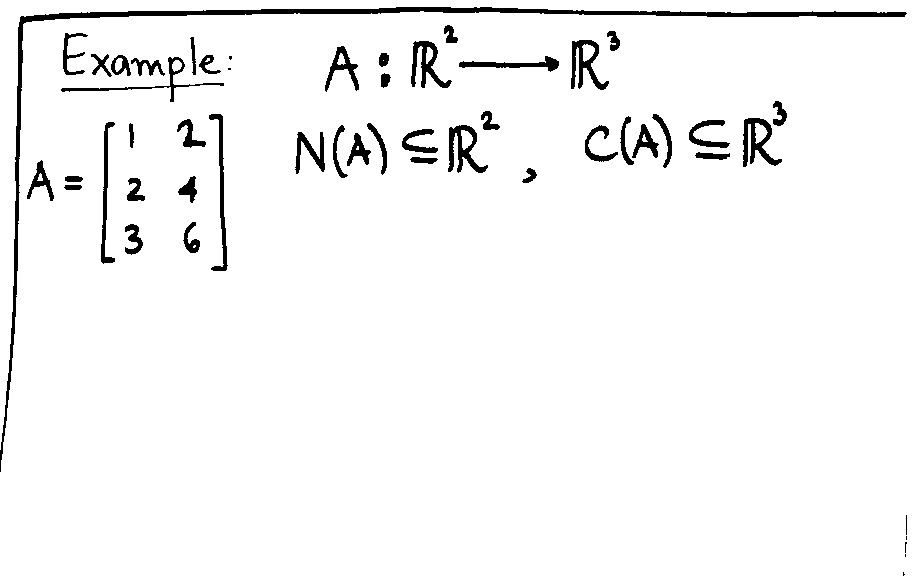 Example: A : ℝ² ⟶ ℝ³
N(A) ⊆ ℝ² , C(A) ⊆ ℝ³
A = [1 2
2 4
3 6]